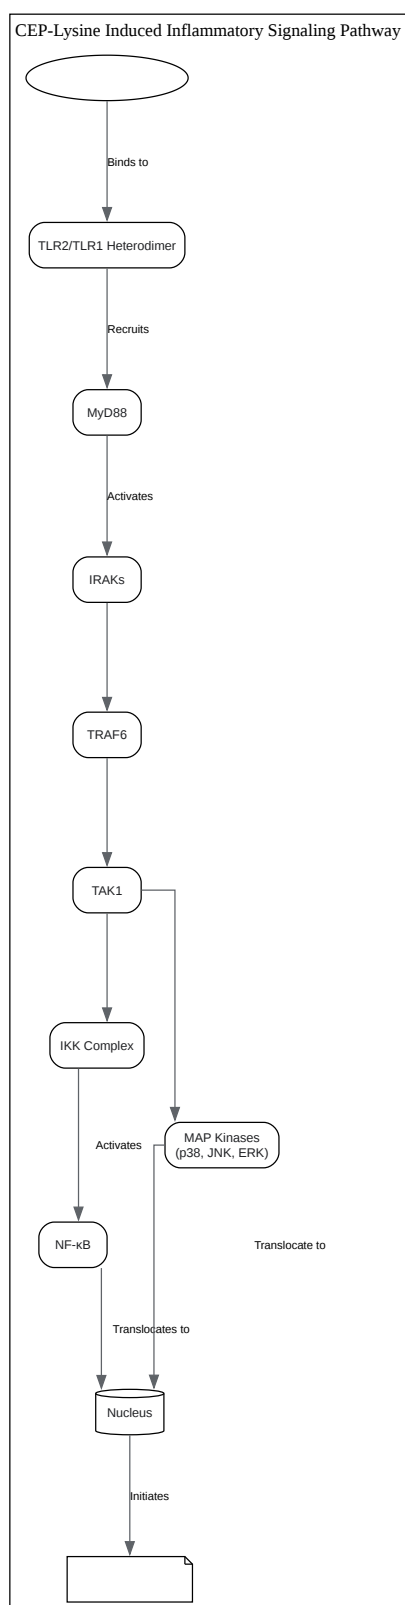 CEP-Lysine Induced Inflammatory Signaling Pathway
Binds to
TLR2/TLR1 Heterodimer
Recruits
MyD88
Activates
IRAKs
TRAF6
TAK1
IKK Complex
MAP Kinases
(p38, JNK, ERK)
Activates
NF-κB
Translocate to
Translocates to
Nucleus
Initiates